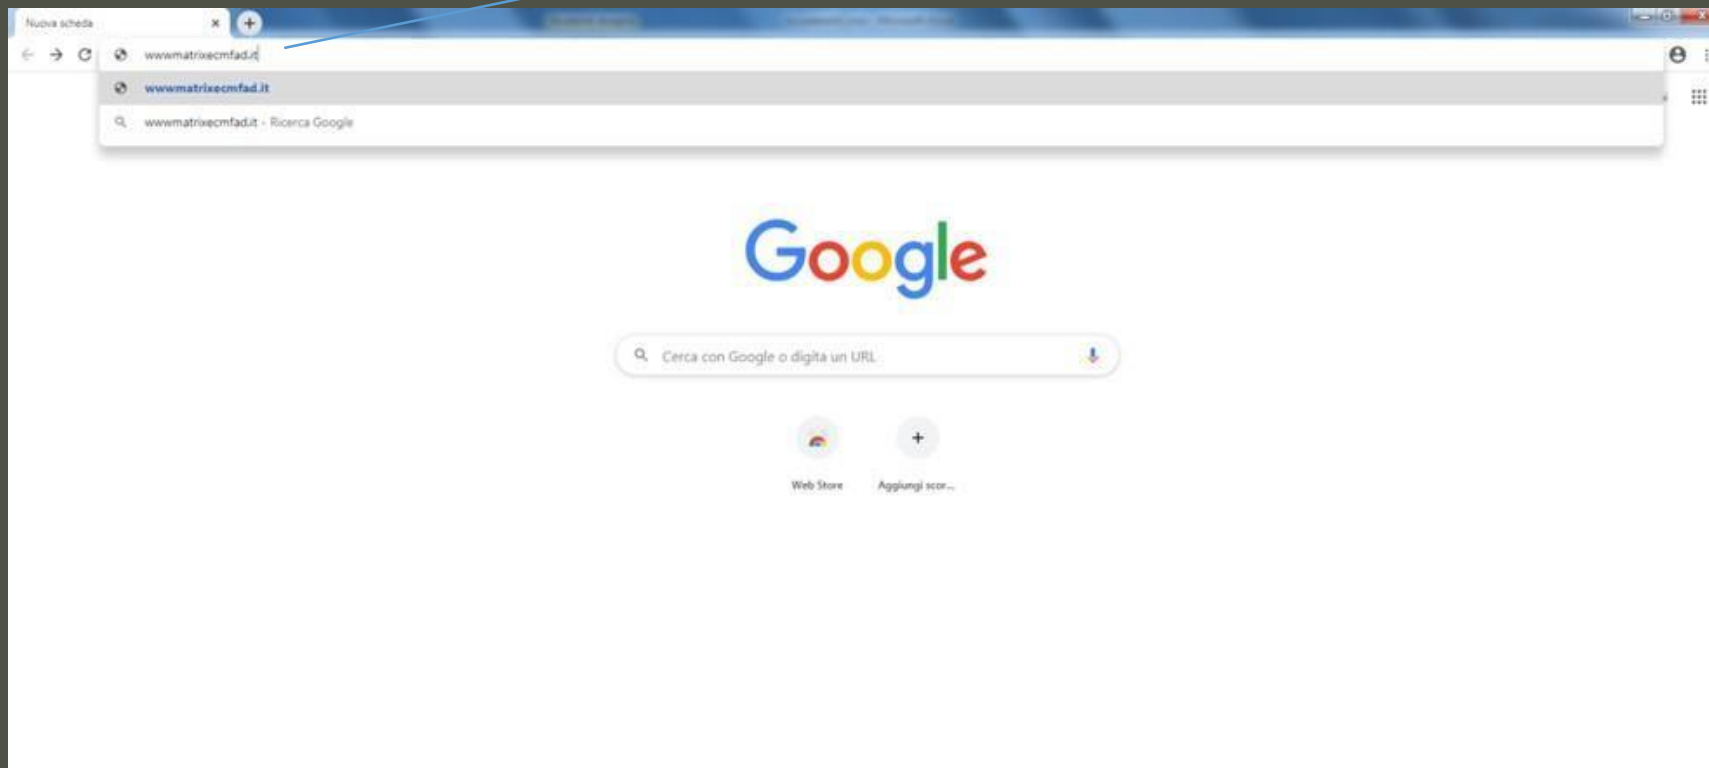 Nuova scheda
wwwmatrixecmfad.it
wwwmatrixecmfad.it
wwwmatrixecmfad.it - Ricerca Google
Google
Cerca con Google o digita un URL
Web Store
Aggiungi scor...